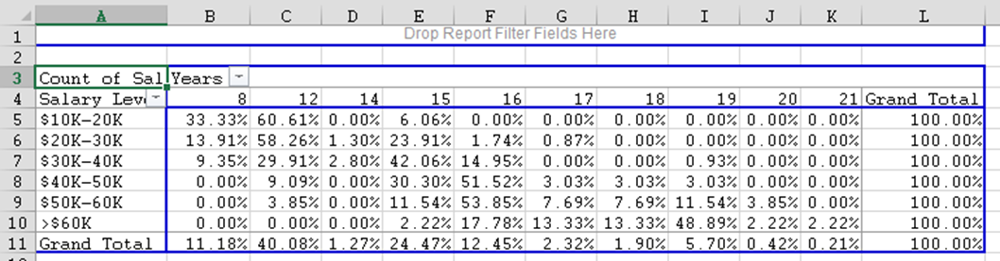 A B C D E F G H I J K L
1 Drop Report Filter Fields Here
2
3 Count of Sal Years
4 Salary Leve 8 12 14 15 16 17 18 19 20 21 Grand Total
5 $10K-20K 33.33% 60.61% 0.00% 6.06% 0.00% 0.00% 0.00% 0.00% 0.00% 0.00% 100.00%
6 $20K-30K 13.91% 58.26% 1.30% 23.91% 1.74% 0.87% 0.00% 0.00% 0.00% 0.00% 100.00%
7 $30K-40K 9.35% 29.91% 2.80% 42.06% 14.95% 0.00% 0.00% 0.93% 0.00% 0.00% 100.00%
8 $40K-50K 0.00% 9.09% 0.00% 30.30% 51.52% 3.03% 3.03% 3.03% 0.00% 0.00% 100.00%
9 $50K-60K 0.00% 3.85% 0.00% 11.54% 53.85% 7.69% 7.69% 11.54% 3.85% 0.00% 100.00%
10 >$60K 0.00% 0.00% 0.00% 2.22% 17.78% 13.33% 13.33% 48.89% 2.22% 2.22% 100.00%
11 Grand Total 11.18% 40.08% 1.27% 24.47% 12.45% 2.32% 1.90% 5.70% 0.42% 0.21% 100.00%